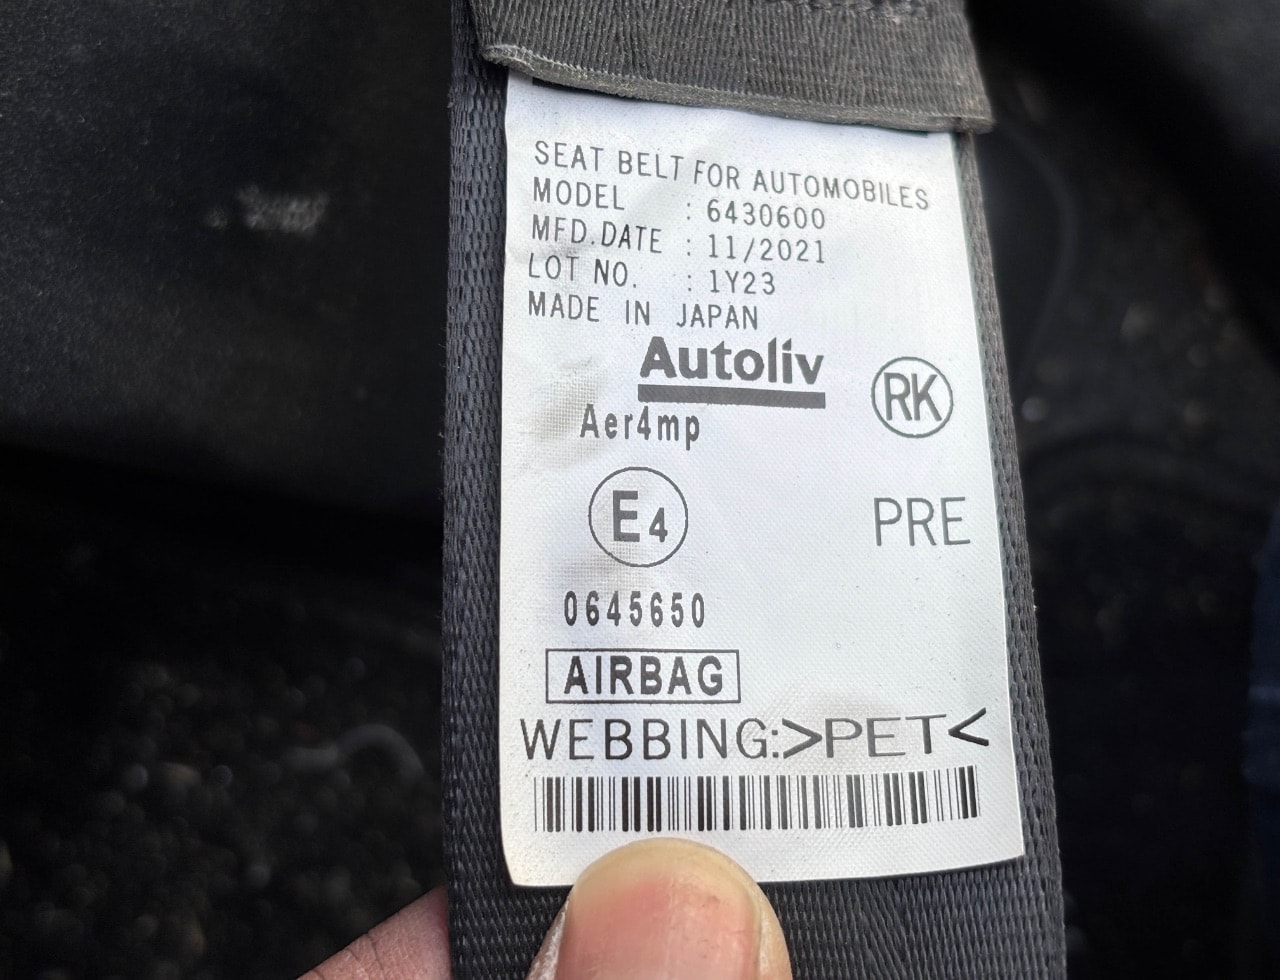 SEAT BELT FOR AUTOMOBILES
MODEL : 6430600
MFD.DATE : 11/2021
LOT NO. : 1Y23
MADE IN JAPAN
Autoliv
RK
Aer4mp
E4
PRE
0645650
AIRBAG
WEBBING:>PET<